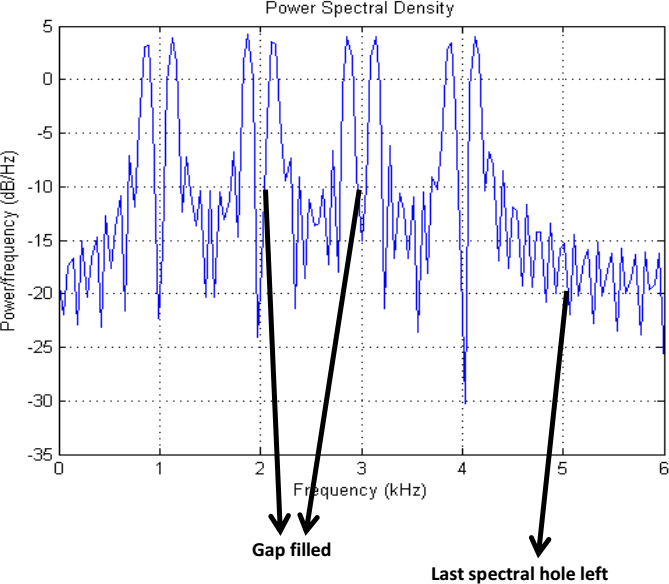 Power Spectral Density
Power/frequency (dB/Hz)
5
0
-5
-10
-15
-20
-25
-30
-35
0 1 2 3 4 5 6
Frequency (kHz)
Gap filled
Last spectral hole left